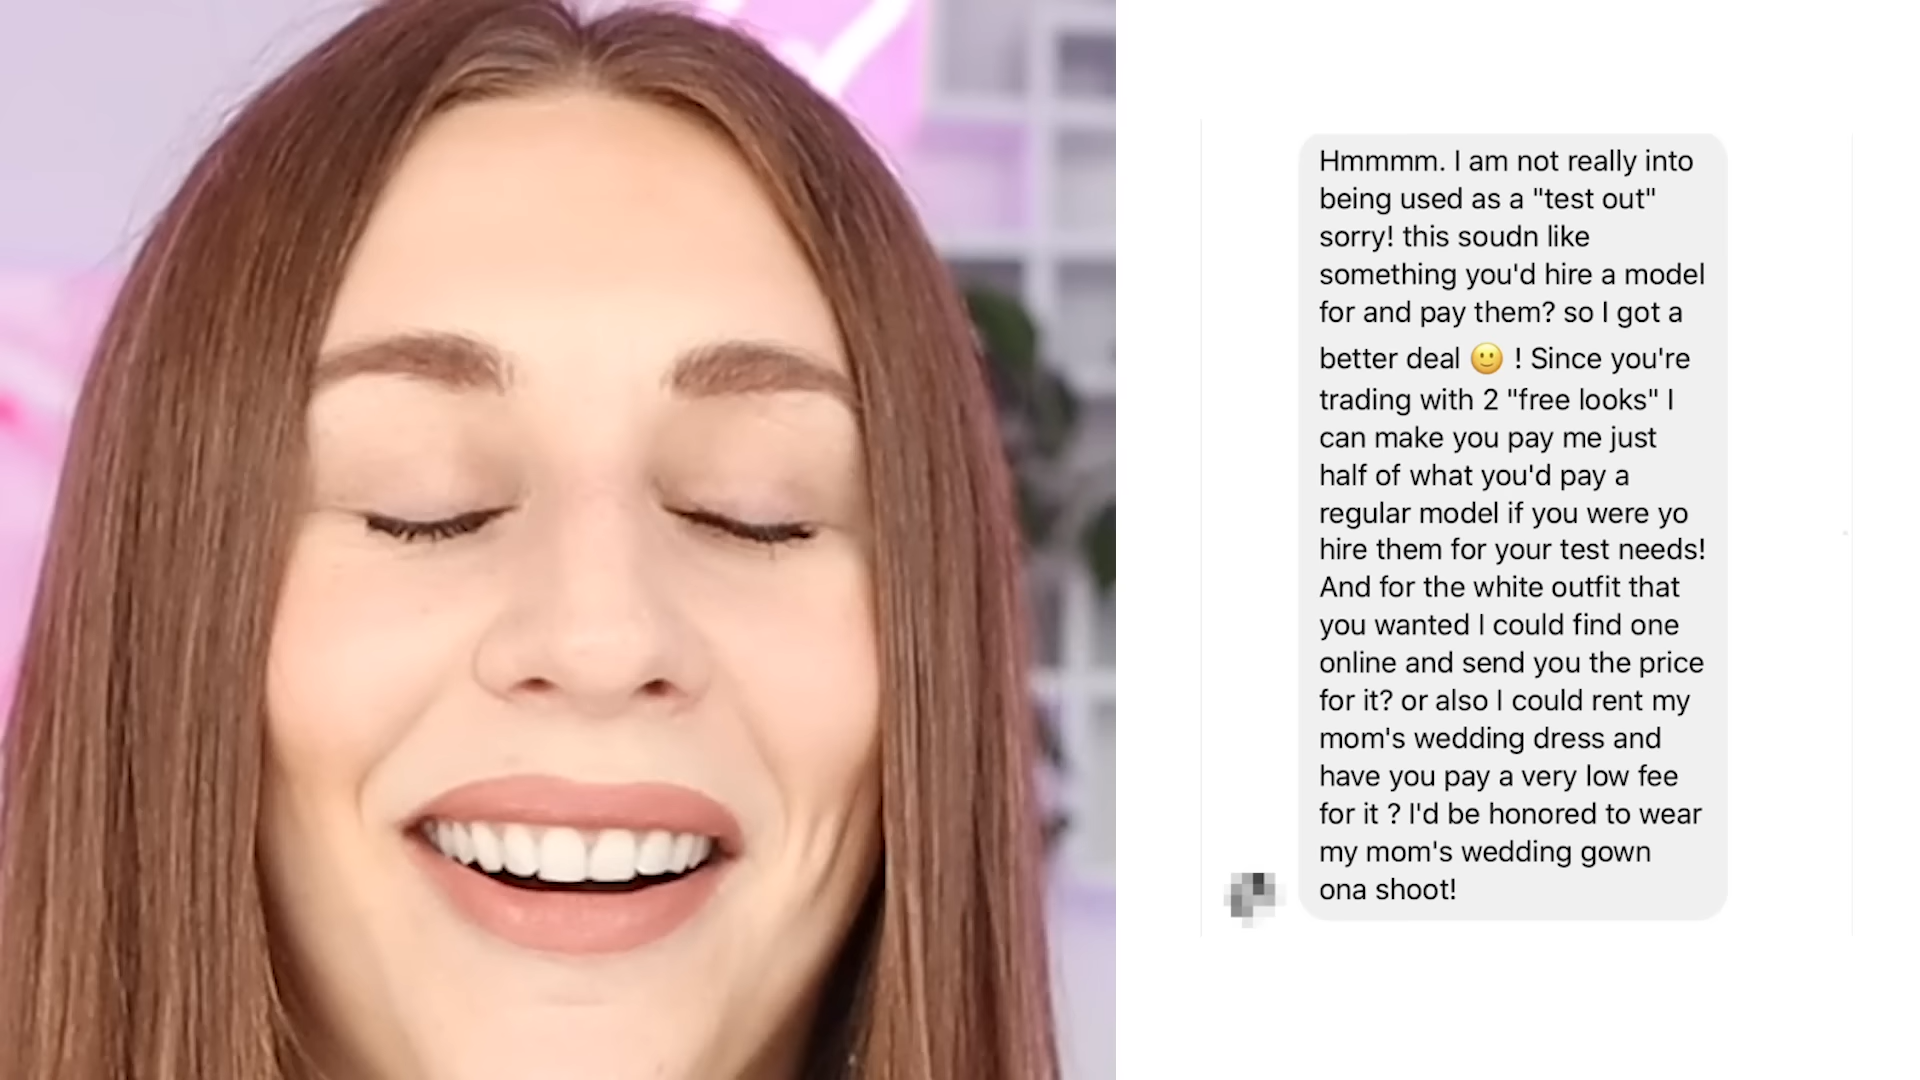 Hmmmm. I am not really into
being used as a "test out"
sorry! this soudn like
something you'd hire a model
for and pay them? so I got a
better deal 🙂 ! Since you're
trading with 2 "free looks" I
can make you pay me just
half of what you'd pay a
regular model if you were yo
hire them for your test needs!
And for the white outfit that
you wanted I could find one
online and send you the price
for it? or also I could rent my
mom's wedding dress and
have you pay a very low fee
for it ? I'd be honored to wear
my mom's wedding gown
ona shoot!